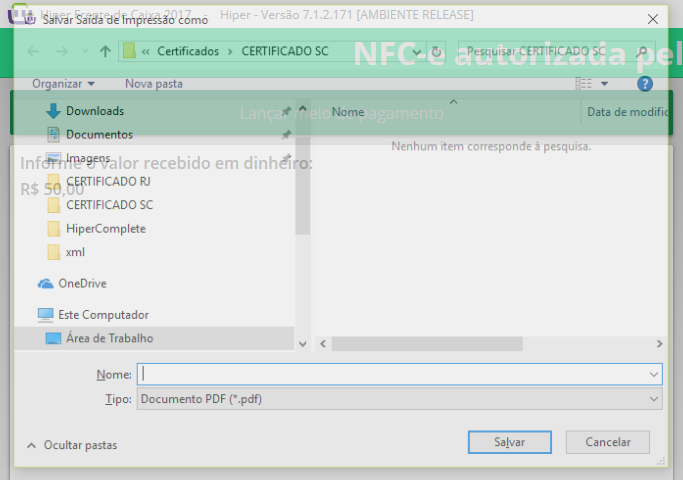 Hiper Frente de Caixa 2017 - Hiper - Versão 7.1.2.171 [AMBIENTE RELEASE]
Salvar Saída de Impressão como
« Certificados › CERTIFICADO SC
Pesquisar CERTIFICADO SC
NFC-e autorizada pel
Organizar
Nova pasta
?
Lançar meio de pagamento
Nome
Data de modific
Nenhum item corresponde à pesquisa.
Downloads
Documentos
Imagens
Informe o valor recebido em dinheiro:
CERTIFICADO RJ
R$ 50,00
CERTIFICADO SC
HiperComplete
xml
OneDrive
Este Computador
Área de Trabalho
Nome:
Tipo: Documento PDF (*.pdf)
Ocultar pastas
Salvar
Cancelar